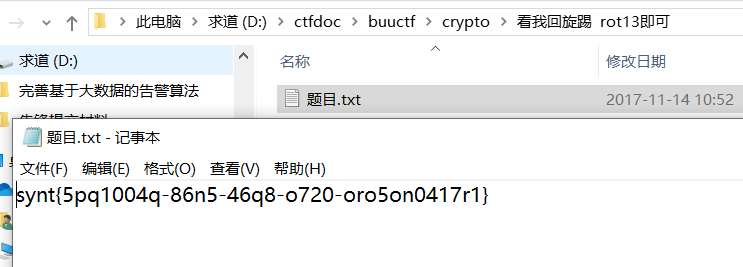 此电脑 > 求道 (D:) > ctfdoc > buuctf > crypto > 看我回旋踢 rot13即可
求道 (D:)
名称
修改日期
完善基于大数据的告警算法
题目.txt
2017-11-14 10:52
题目.txt - 记事本
文件(F) 编辑(E) 格式(O) 查看(V) 帮助(H)
synt{5pq1004q-86n5-46q8-o720-oro5on0417r1}